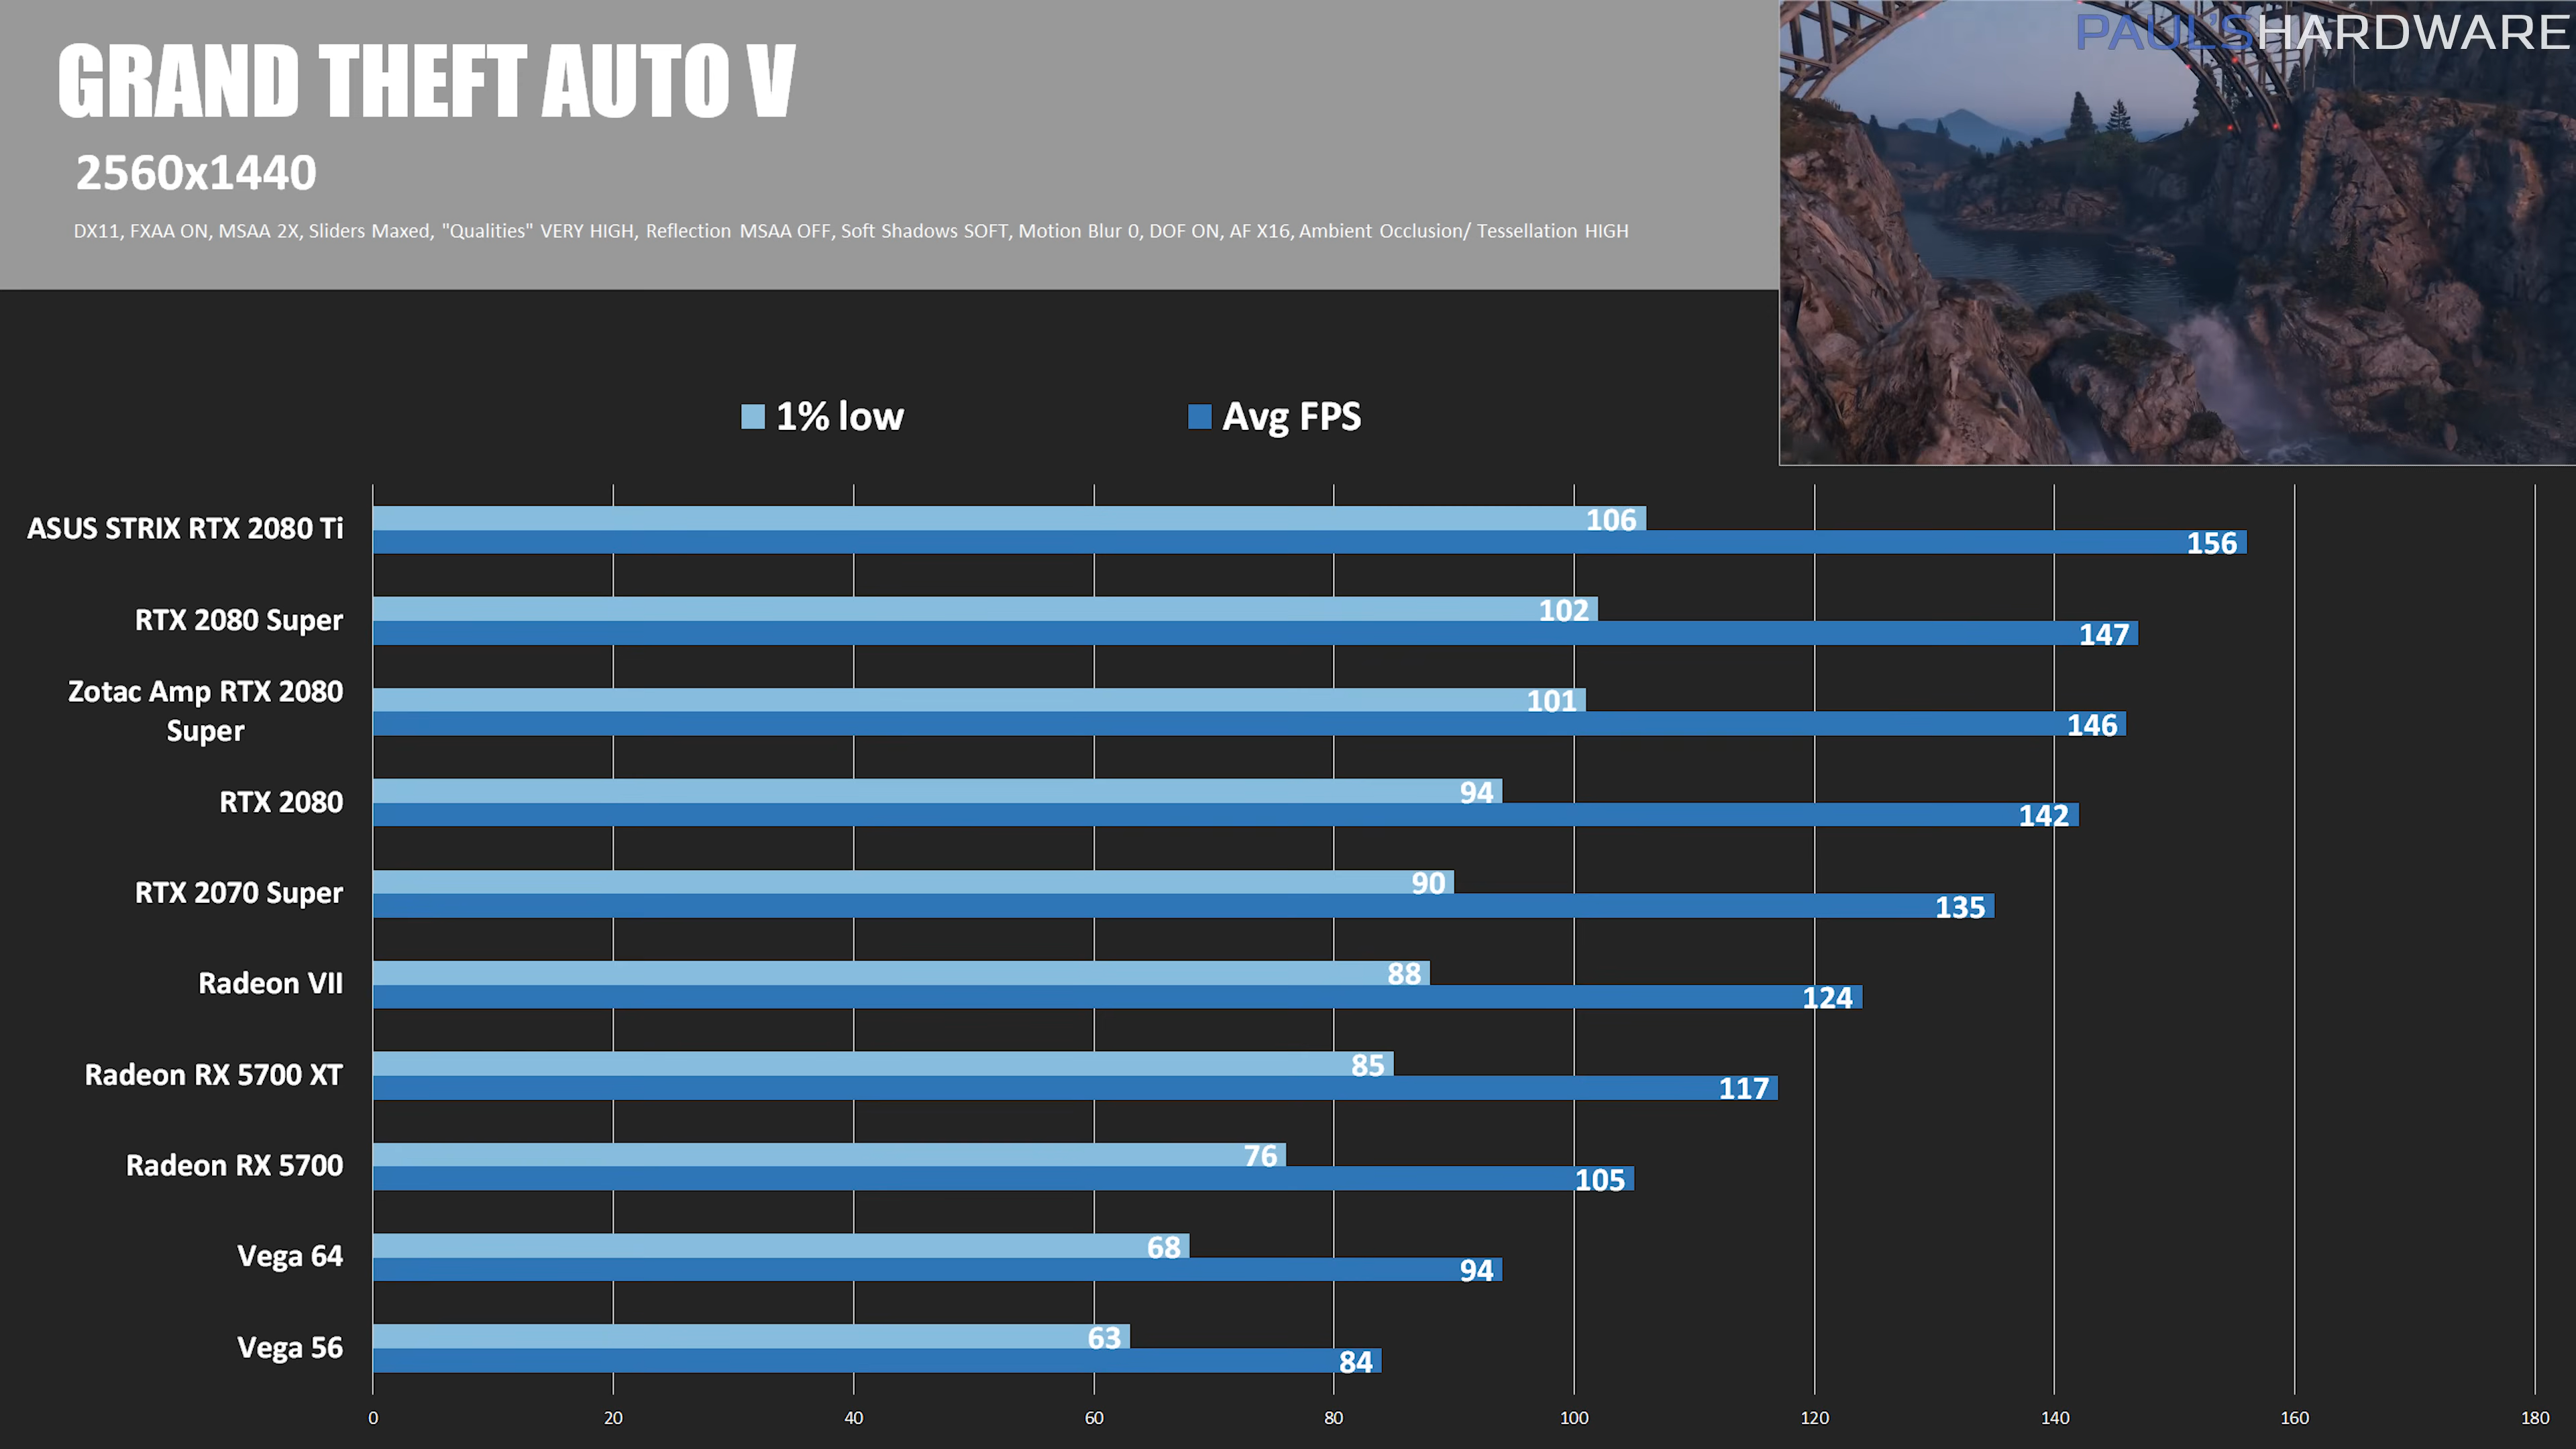 PAUL'SHARDWARE
GRAND THEFT AUTO V
2560x1440
DX11, FXAA ON, MSAA 2X, Sliders Maxed, "Qualities" VERY HIGH, Reflection MSAA OFF, Soft Shadows SOFT, Motion Blur 0, DOF ON, AF X16, Ambient Occlusion/ Tessellation HIGH
1% low
Avg FPS
ASUS STRIX RTX 2080 Ti
106
156
RTX 2080 Super
102
147
Zotac Amp RTX 2080
Super
101
146
RTX 2080
94
142
RTX 2070 Super
90
135
Radeon VII
88
124
Radeon RX 5700 XT
85
117
Radeon RX 5700
76
105
Vega 64
68
94
Vega 56
63
84
0 20 40 60 80 100 120 140 160 180